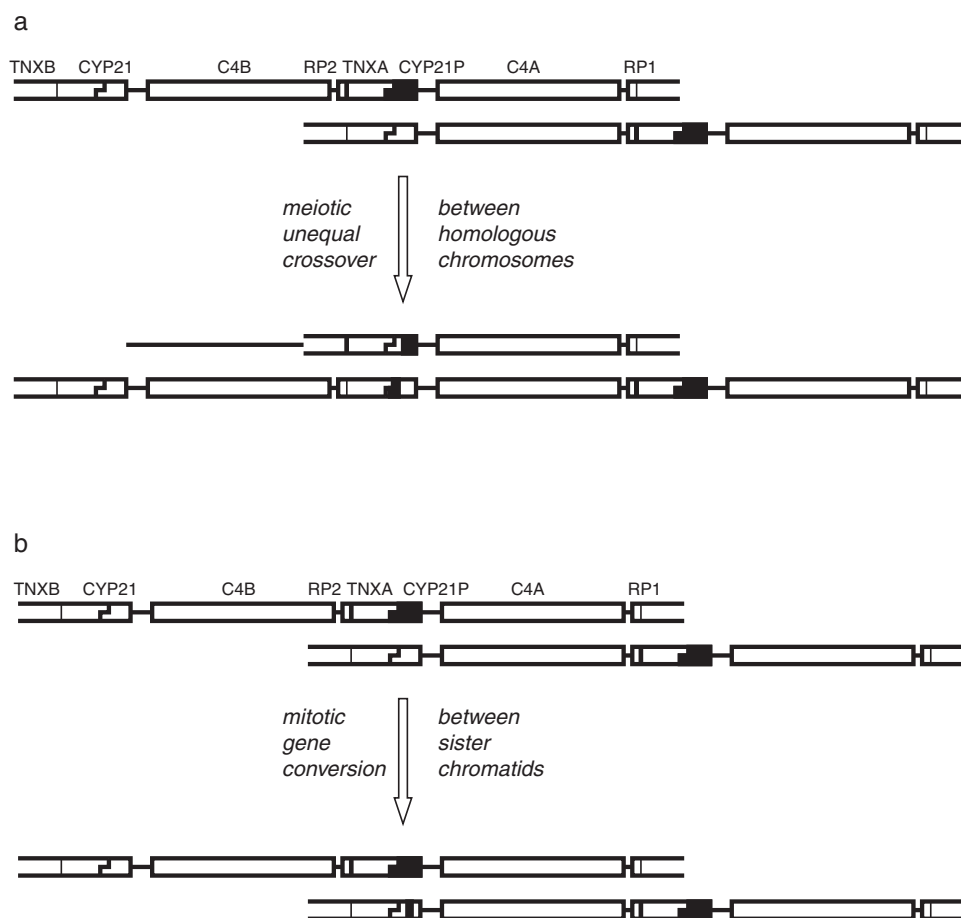 a
TNXB CYP21 C4B RP2 TNXA CYP21P C4A RP1
meiotic between
unequal homologous
crossover chromosomes
b
TNXB CYP21 C4B RP2 TNXA CYP21P C4A RP1
mitotic between
gene sister
conversion chromatids